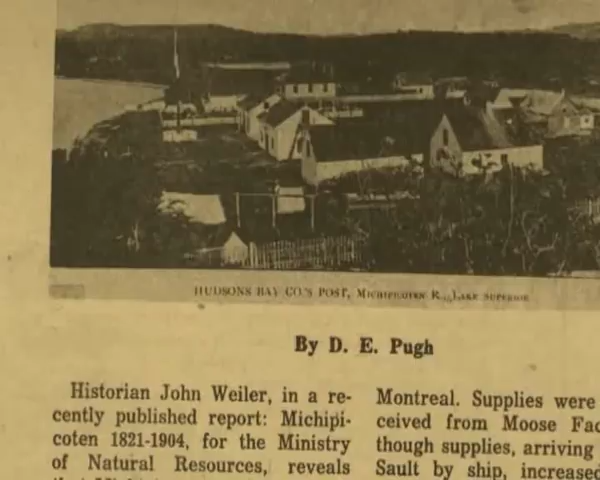 HUDSONS BAY CO.'S POST, MICHIPICOTEN R., LAKE SUPERIOR
By D. E. Pugh
Historian John Weiler, in a re-
cently published report: Michipi-
coten 1821-1904, for the Ministry
of Natural Resources, reveals
Montreal. Supplies were
ceived from Moose Fac
though supplies, arriving
Sault by ship, increased